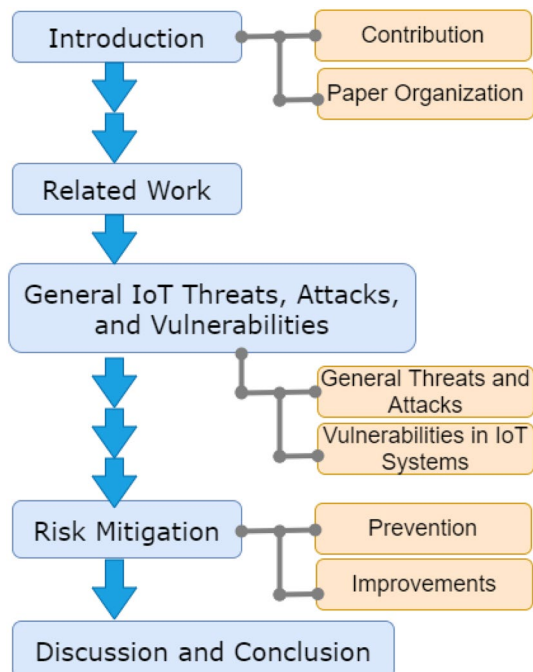 Introduction
Contribution
Paper Organization
Related Work
General IoT Threats, Attacks,
and Vulnerabilities
General Threats and
Attacks
Vulnerabilities in IoT
Systems
Risk Mitigation
Prevention
Improvements
Discussion and Conclusion